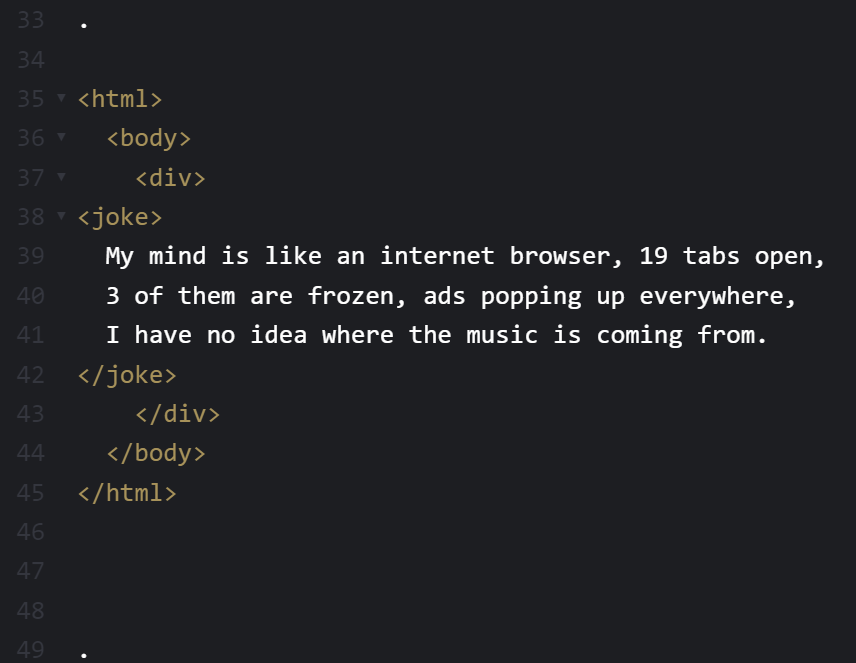 33 .
34
35 <html>
36 <body>
37 <div>
38 <joke>
39 My mind is like an internet browser, 19 tabs open,
40 3 of them are frozen, ads popping up everywhere,
41 I have no idea where the music is coming from.
42 </joke>
43 </div>
44 </body>
45 </html>
46
47
48
49 .